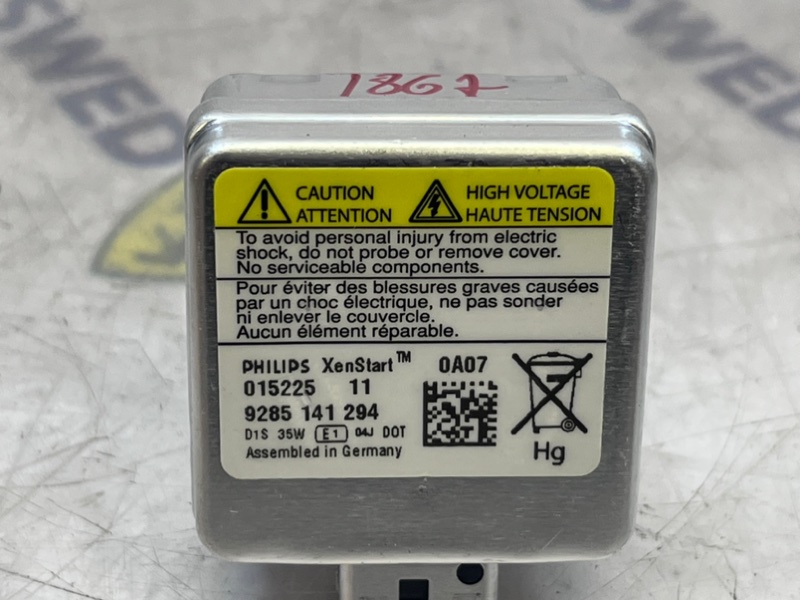 1867
CAUTION
ATTENTION
HIGH VOLTAGE
HAUTE TENSION
To avoid personal injury from electric
shock, do not probe or remove cover.
No serviceable components.
Pour éviter des blessures graves causées
par un choc électrique, ne pas sonder
ni enlever le couvercle.
Aucun élément réparable.
PHILIPS XenStart™ 0A07
015225 11
9285 141 294
D1S 35W E1 04J DOT
Assembled in Germany
Hg
SWED
SWED